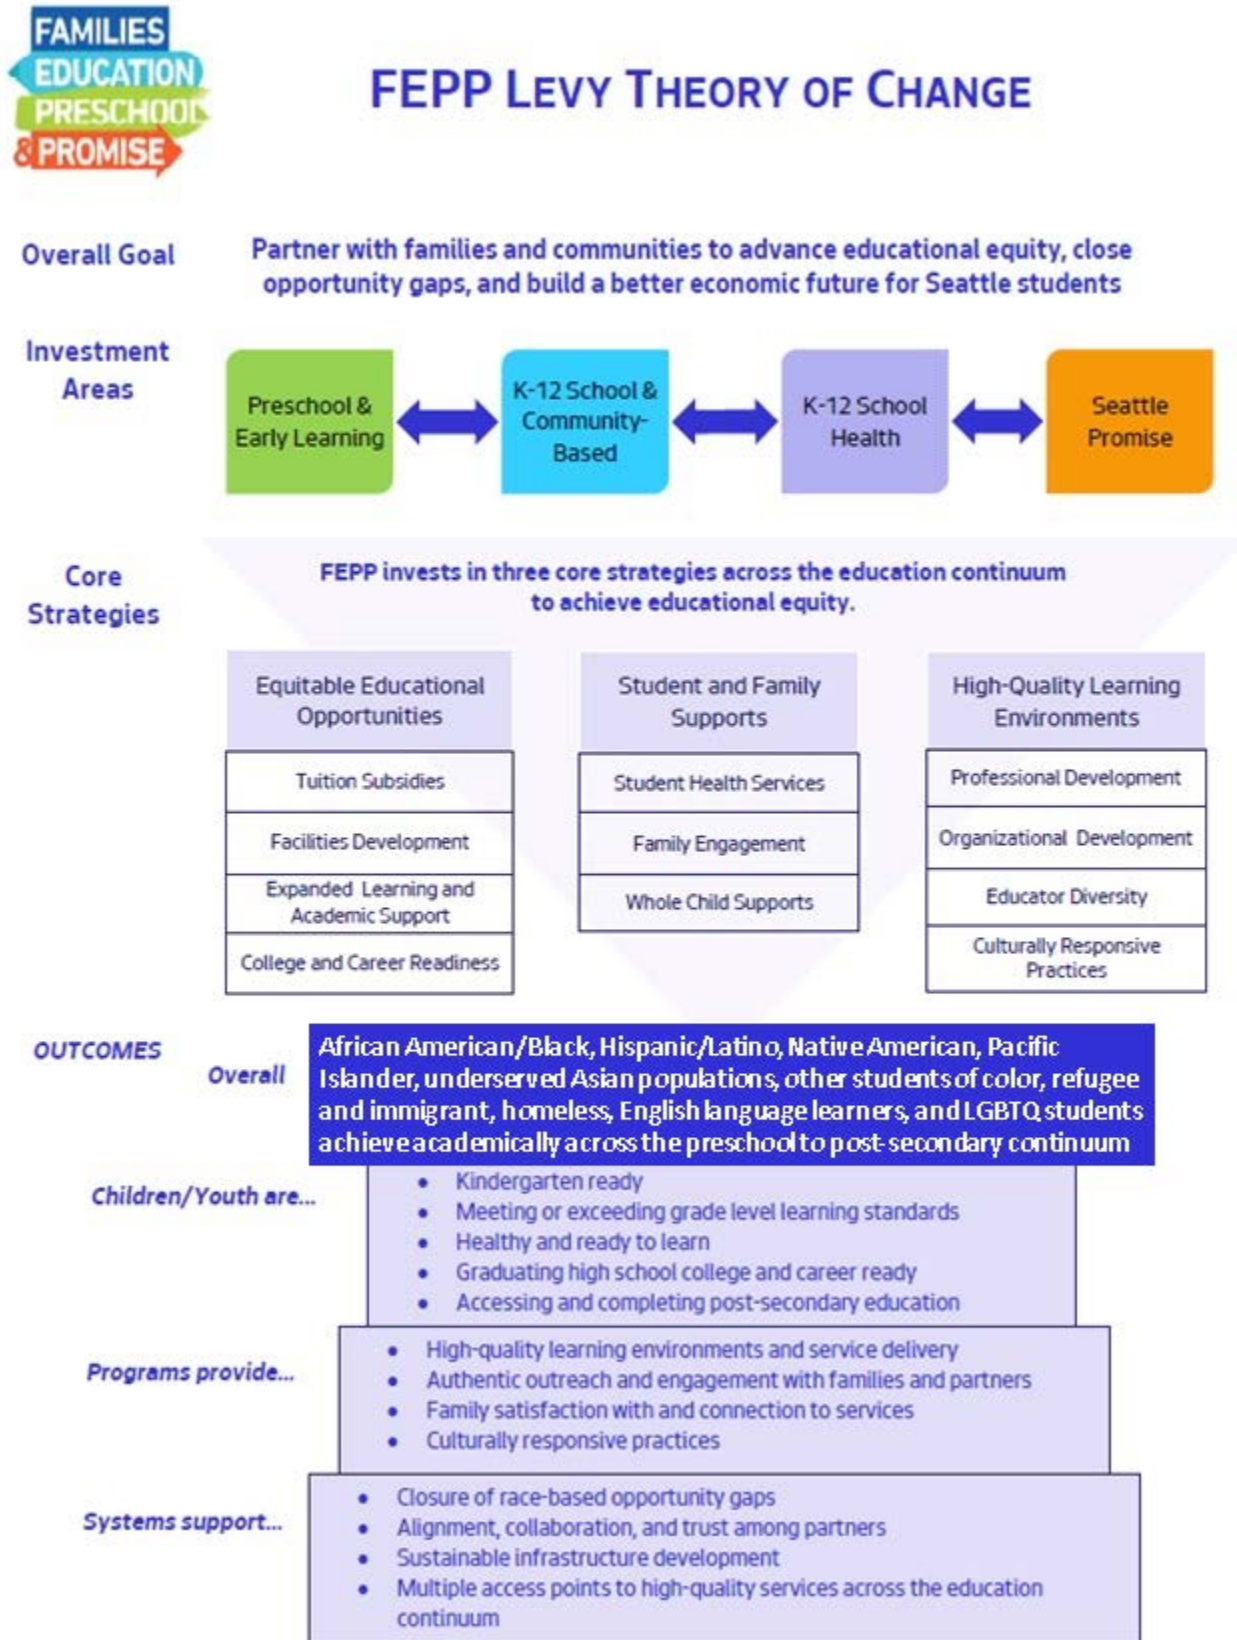 FAMILIES
EDUCATION
PRESCHOOL
& PROMISE
FEPP LEVY THEORY OF CHANGE
Overall Goal
Partner with families and communities to advance educational equity, close
opportunity gaps, and build a better economic future for Seattle students
Investment
Areas
Preschool &
Early Learning
K-12 School &
Community-
Based
K-12 School
Health
Seattle
Promise
Core
Strategies
FEPP invests in three core strategies across the education continuum
to achieve educational equity.
Equitable Educational
Opportunities
Tuition Subsidies
Facilities Development
Expanded Learning and
Academic Support
College and Career Readiness
Student and Family
Supports
Student Health Services
Family Engagement
Whole Child Supports
High-Quality Learning
Environments
Professional Development
Organizational Development
Educator Diversity
Culturally Responsive
Practices
OUTCOMES
Overall
African American/Black, Hispanic/Latino, Native American, Pacific
Islander, underserved Asian populations, other students of color, refugee
and immigrant, homeless, English language learners, and LGBTQ students
achieve academically across the preschool to post-secondary continuum
Children/Youth are...
• Kindergarten ready
• Meeting or exceeding grade level learning standards
• Healthy and ready to learn
• Graduating high school college and career ready
• Accessing and completing post-secondary education
Programs provide...
• High-quality learning environments and service delivery
• Authentic outreach and engagement with families and partners
• Family satisfaction with and connection to services
• Culturally responsive practices
Systems support...
• Closure of race-based opportunity gaps
• Alignment, collaboration, and trust among partners
• Sustainable infrastructure development
• Multiple access points to high-quality services across the education
continuum